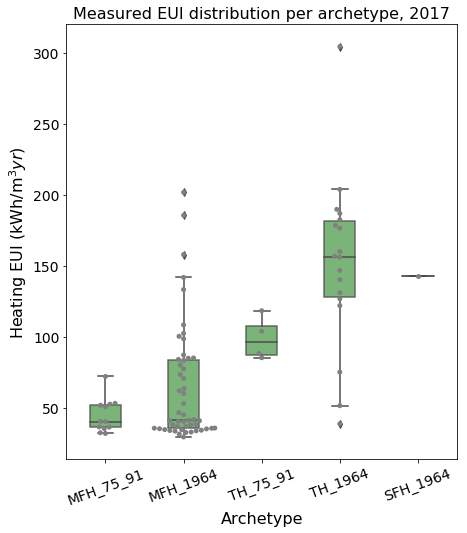 Measured EUI distribution per archetype, 2017
Heating EUI (kWh/m³yr)
300
250
200
150
100
50
MFH_75_91
MFH_1964
TH_75_91
TH_1964
SFH_1964
Archetype